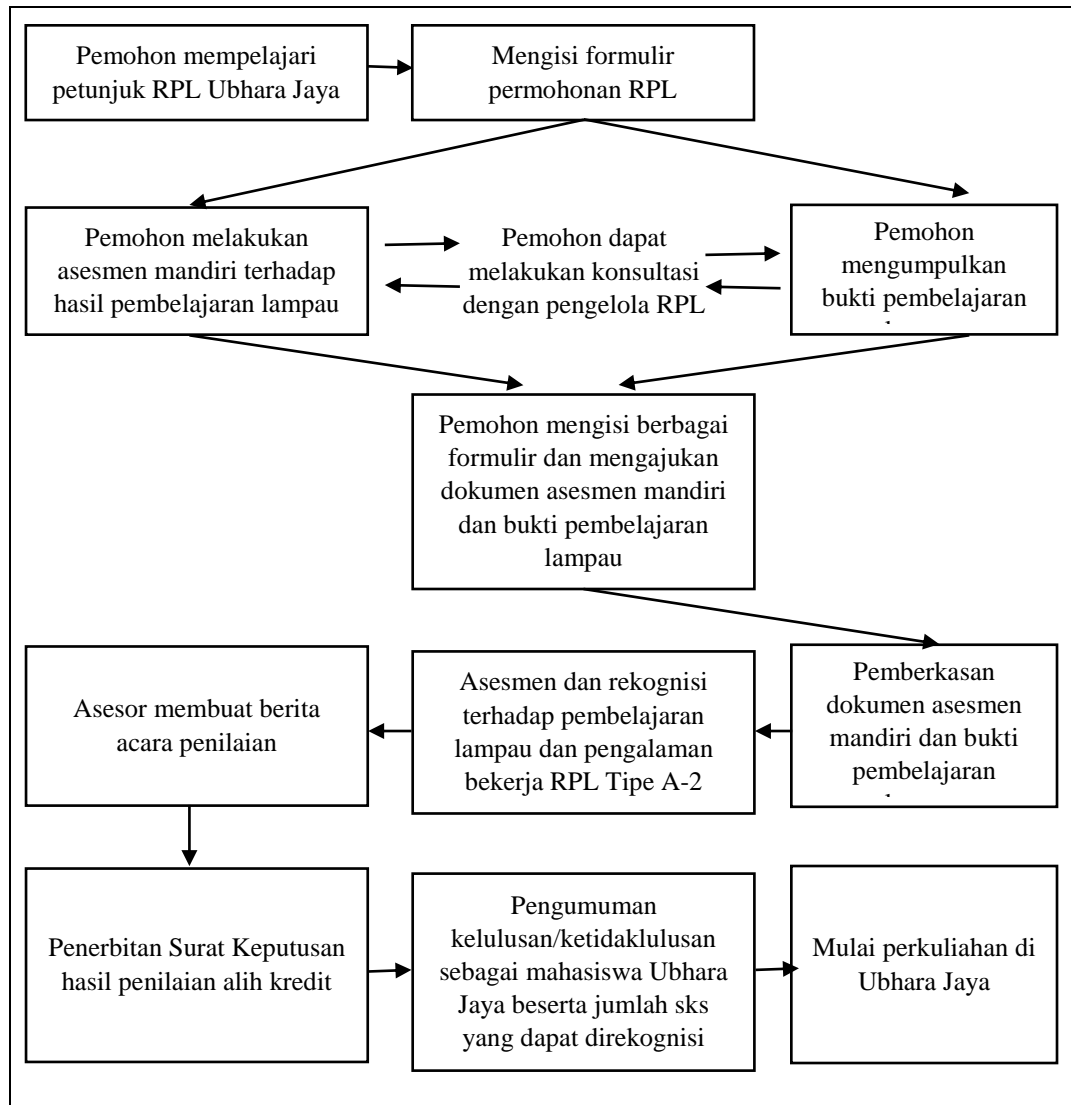 Pemohon mempelajari
petunjuk RPL Ubhara Jaya
Mengisi formulir
permohonan RPL
Pemohon melakukan
asesmen mandiri terhadap
hasil pembelajaran lampau
Pemohon dapat
melakukan konsultasi
dengan pengelola RPL
Pemohon
mengumpulkan
bukti pembelajaran
Pemohon mengisi berbagai
formulir dan mengajukan
dokumen asesmen mandiri
dan bukti pembelajaran
lampau
Asesor membuat berita
acara penilaian
Asesmen dan rekognisi
terhadap pembelajaran
lampau dan pengalaman
bekerja RPL Tipe A-2
Pemberkasan
dokumen asesmen
mandiri dan bukti
pembelajaran
Penerbitan Surat Keputusan
hasil penilaian alih kredit
Pengumuman
kelulusan/ketidaklulusan
sebagai mahasiswa Ubhara
Jaya beserta jumlah sks
yang dapat direkognisi
Mulai perkuliahan di
Ubhara Jaya